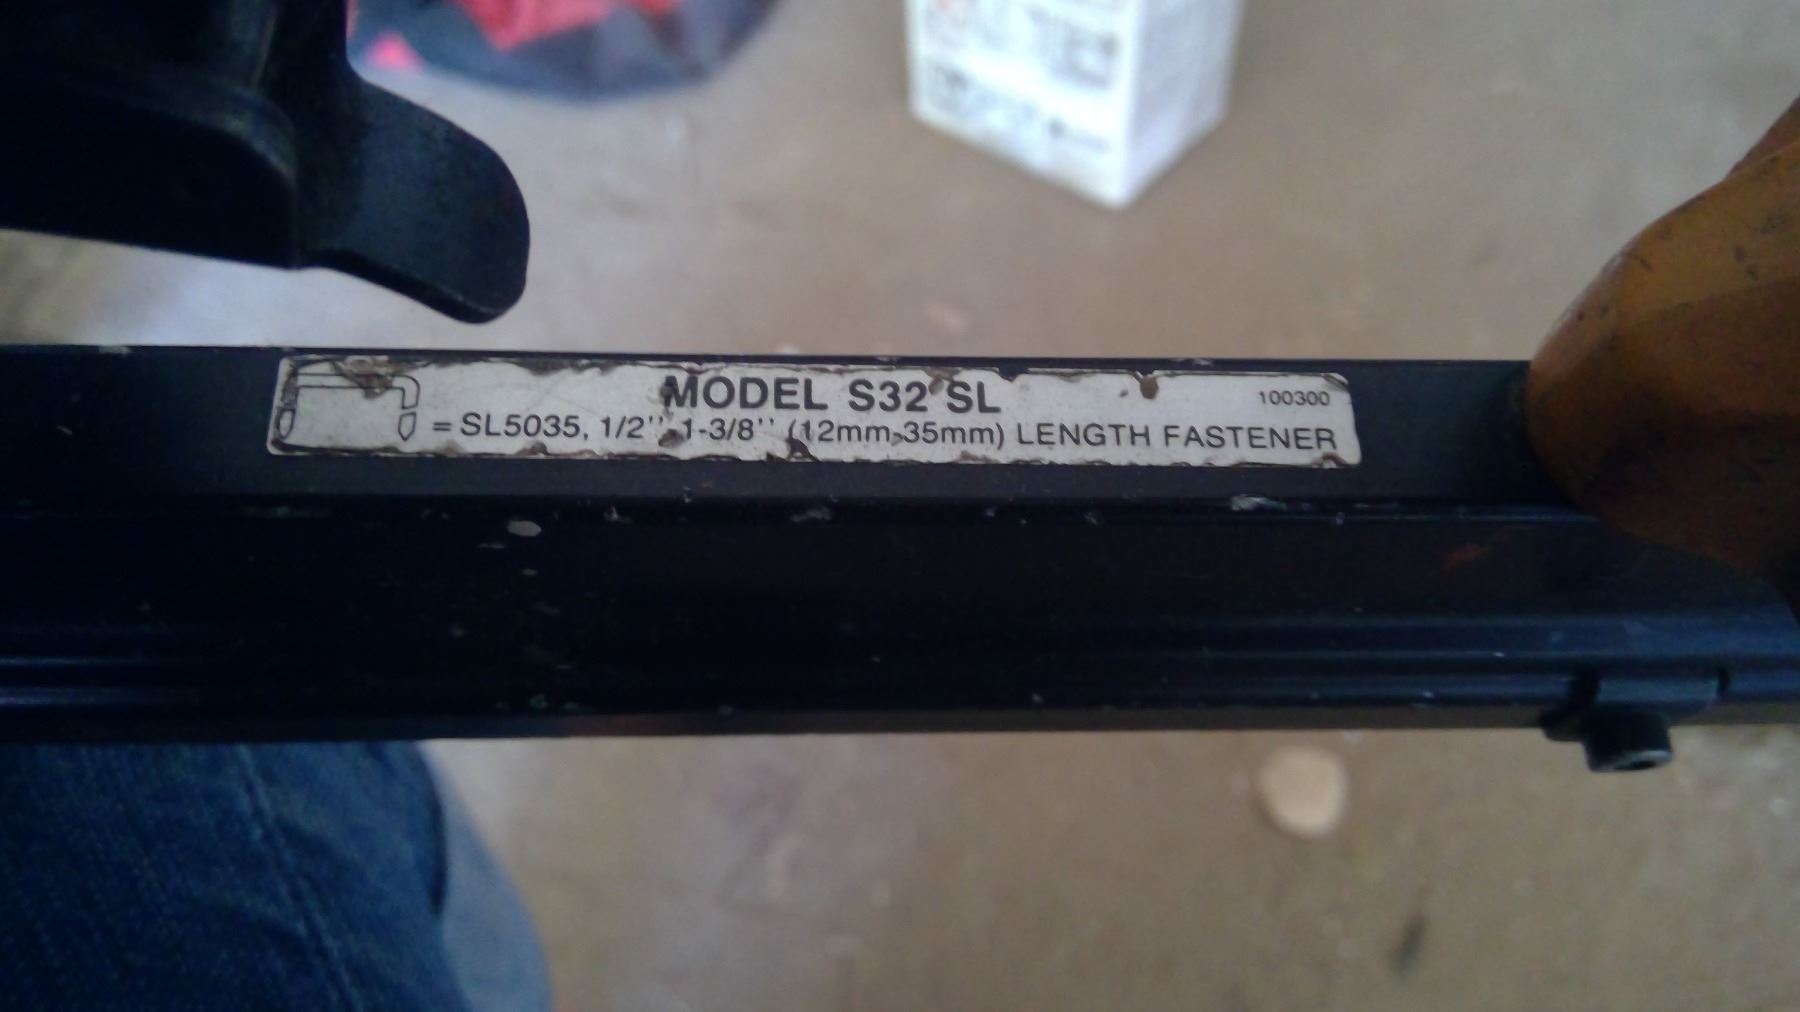 MODEL S32 SL
100300
= SL5035, 1/2'' 1-3/8'' (12mm-35mm) LENGTH FASTENER